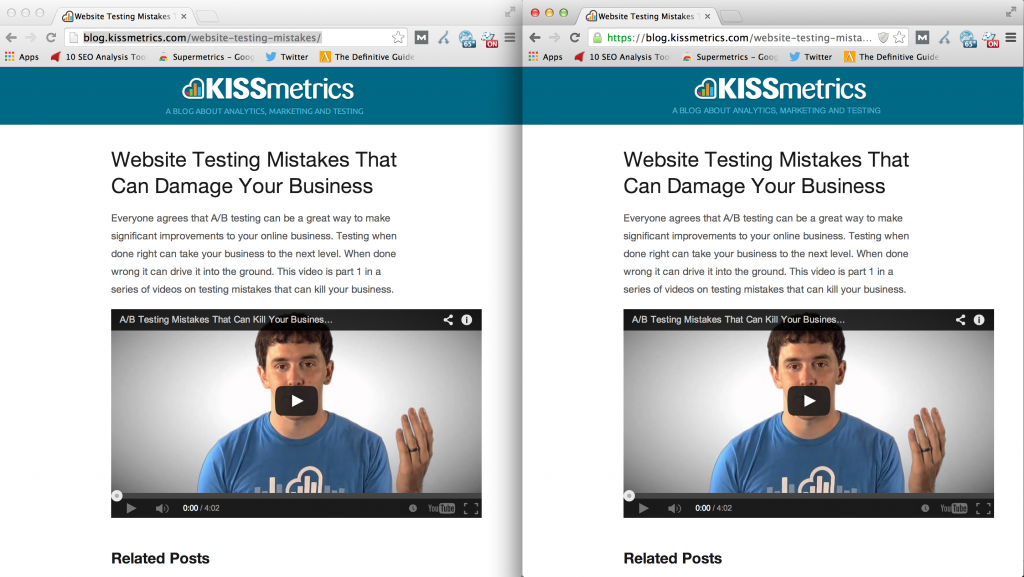 Website Testing Mistakes T
blog.kissmetrics.com/website-testing-mistakes/
M
65°
ON
Apps
10 SEO Analysis Too
Supermetrics - Goog
Twitter
The Definitive Guide
KISSmetrics
A BLOG ABOUT ANALYTICS, MARKETING AND TESTING
Website Testing Mistakes That
Can Damage Your Business
Everyone agrees that A/B testing can be a great way to make
significant improvements to your online business. Testing when
done right can take your business to the next level. When done
wrong it can drive it into the ground. This video is part 1 in a
series of videos on testing mistakes that can kill your business.
A/B Testing Mistakes That Can Kill Your Busines...
0:00 / 4:02
YouTube
Related Posts
Website Testing Mistakes T
https://blog.kissmetrics.com/website-testing-mista...
M
65°
ON
Apps
10 SEO Analysis Too
Supermetrics - Goog
Twitter
The Definitive Guide
KISSmetrics
A BLOG ABOUT ANALYTICS, MARKETING AND TESTING
Website Testing Mistakes That
Can Damage Your Business
Everyone agrees that A/B testing can be a great way to make
significant improvements to your online business. Testing when
done right can take your business to the next level. When done
wrong it can drive it into the ground. This video is part 1 in a
series of videos on testing mistakes that can kill your business.
A/B Testing Mistakes That Can Kill Your Busines...
0:00 / 4:02
YouTube
Related Posts